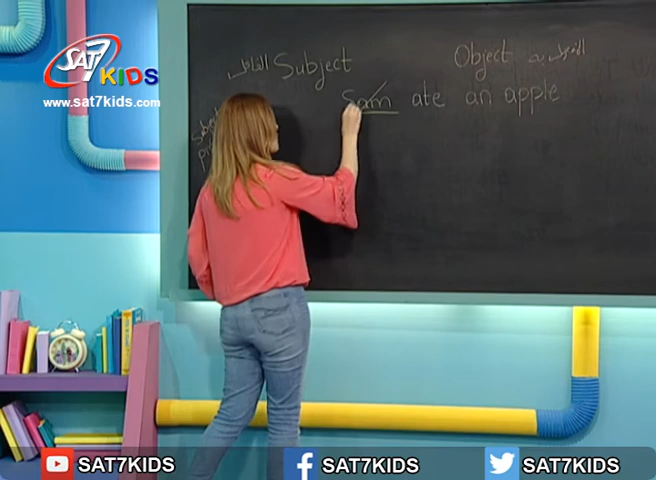 SAT7
KIDS
www.sat7kids.com
الفاعل Subject
Object المفعول به
Sam ate an apple
SAT7KIDS
SAT7KIDS
SAT7KIDS